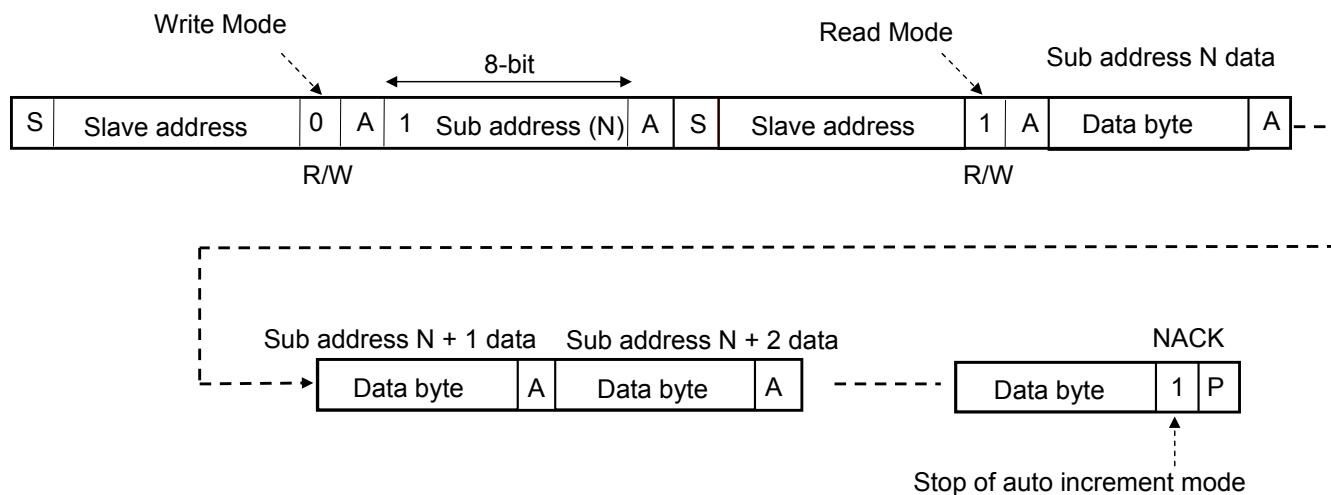 Write Mode
Read Mode
8-bit
Sub address N data
S Slave address 0 A 1 Sub address (N) A S Slave address 1 A Data byte A
R/W R/W
Sub address N + 1 data Sub address N + 2 data NACK
Data byte A Data byte A Data byte 1 P
Stop of auto increment mode